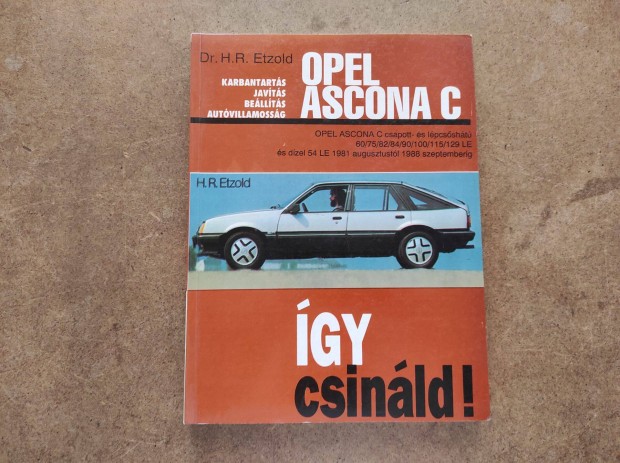 Dr. H.R. Etzold
OPEL
ASCONA C
KARBANTARTÁS
JAVÍTÁS
BEÁLLÍTÁS
AUTÓVILLAMOSSÁG
OPEL ASCONA C csapott- és lépcsőshátú
60/75/82/84/90/100/115/129 LE
és dízel 54 LE 1981 augusztustól 1988 szeptemberig
H.R. Etzold
ÍGY
csináld!